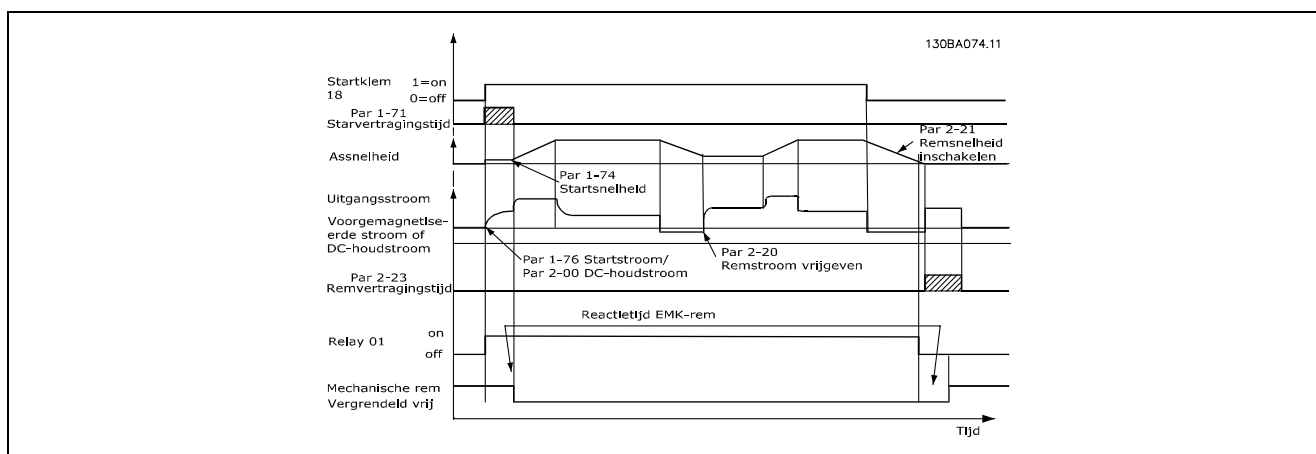 130BA074.11
Startklem 1=on
18 0=off
Par 1-71
Starvertragingstijd
Par 2-21
Remsnelheid
inschakelen
Assnelheid
Par 1-74
Startsnelheid
Uitgangsstroom
Voorgemagnetise-
erde stroom of
DC-houdstroom
Par 1-76 Startstroom/
Par 2-00 DC-houdstroom
Par 2-20
Remstroom vrijgeven
Par 2-23
Remvertragingstijd
Reactietijd EMK-rem
on
Relay 01
off
Mechanische rem
Vergrendeld vrij
Tijd